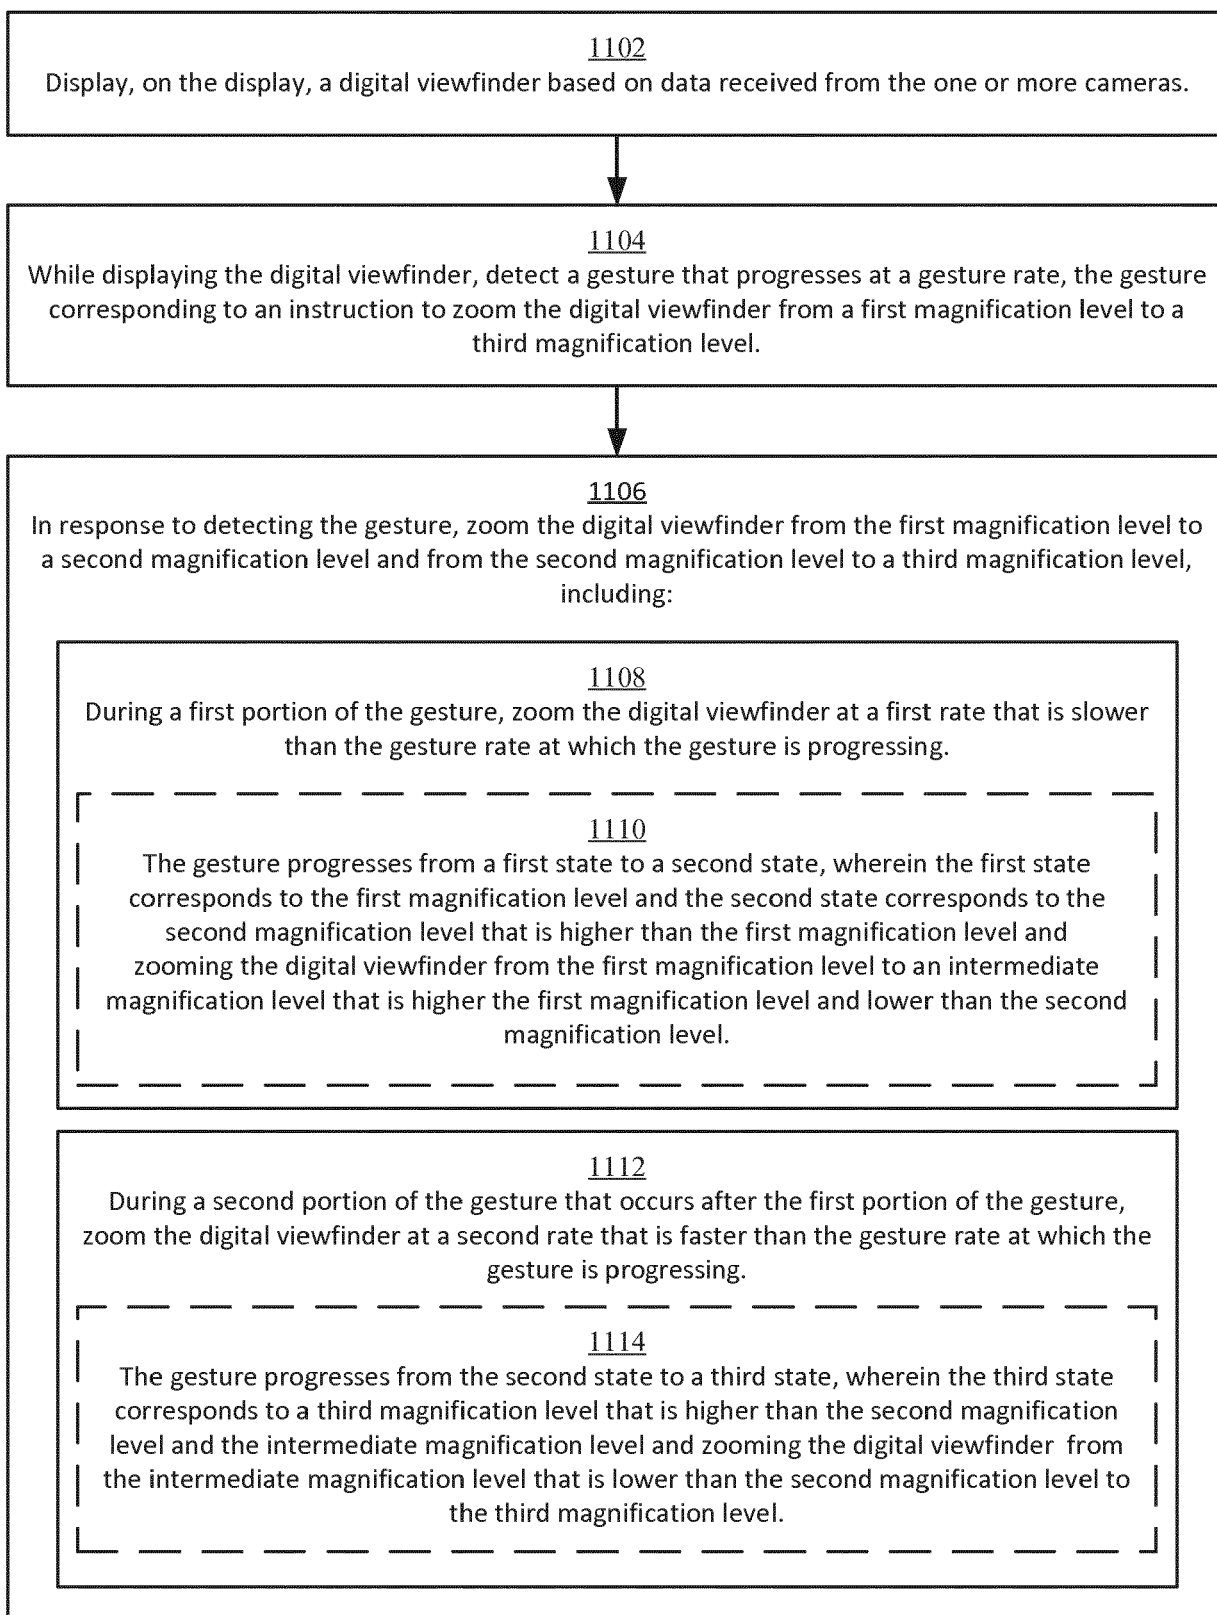 1102
Display, on the display, a digital viewfinder based on data received from the one or more cameras.
1104
While displaying the digital viewfinder, detect a gesture that progresses at a gesture rate, the gesture
corresponding to an instruction to zoom the digital viewfinder from a first magnification level to a
third magnification level.
1106
In response to detecting the gesture, zoom the digital viewfinder from the first magnification level to
a second magnification level and from the second magnification level to a third magnification level,
including:
1108
During a first portion of the gesture, zoom the digital viewfinder at a first rate that is slower
than the gesture rate at which the gesture is progressing.
1110
The gesture progresses from a first state to a second state, wherein the first state
corresponds to the first magnification level and the second state corresponds to the
second magnification level that is higher than the first magnification level and
zooming the digital viewfinder from the first magnification level to an intermediate
magnification level that is higher the first magnification level and lower than the second
magnification level.
1112
During a second portion of the gesture that occurs after the first portion of the gesture,
zoom the digital viewfinder at a second rate that is faster than the gesture rate at which the
gesture is progressing.
1114
The gesture progresses from the second state to a third state, wherein the third state
corresponds to a third magnification level that is higher than the second magnification
level and the intermediate magnification level and zooming the digital viewfinder from
the intermediate magnification level that is lower than the second magnification level to
the third magnification level.